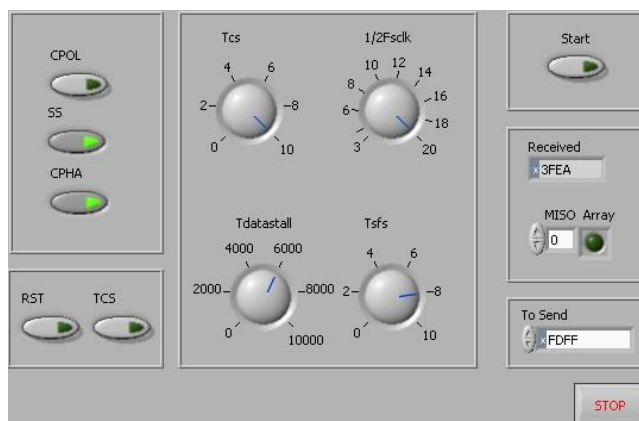 CPOL
SS
CPHA
RST TCS
Tcs
0 2 4 6 8 10
1/2Fsclk
3 6 8 10 12 14 16 18 20
Tdatastall
0 2000 4000 6000 8000 10000
Tsfs
0 2 4 6 8 10
Start
Received
x 3FEA
MISO Array
0
To Send
x FDFF
STOP